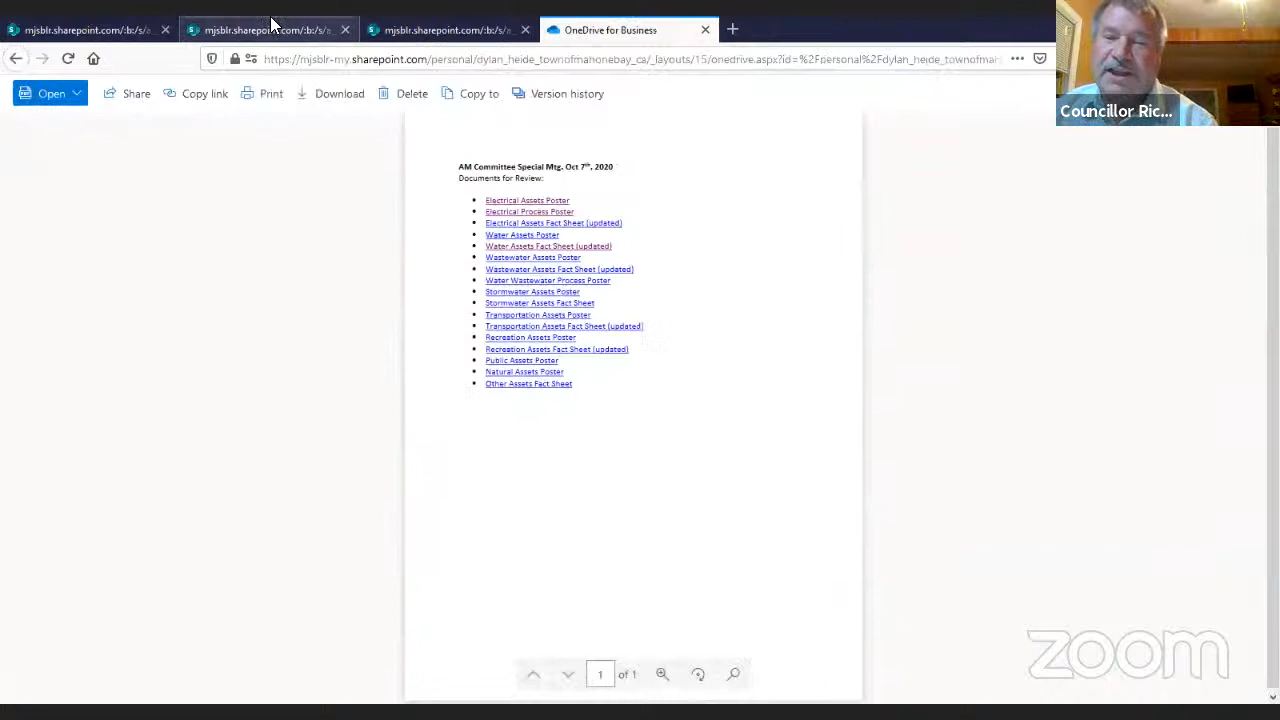 mjsblr.sharepoint.com/:b:/s/a
mjsblr.sharepoint.com/:b:/s/a
mjsblr.sharepoint.com/:b:/s/a
OneDrive for Business
https://mjsblr-my.sharepoint.com/personal/dylan_heide_townofmahonebay_ca/_layouts/15/onedrive.aspx?id=%2Fpersonal%2Fdylan_heide_townofmah
Open
Share
Copy link
Print
Download
Delete
Copy to
Version history
Councillor Ric...
AM Committee Special Mtg. Oct 7th, 2020
Documents for Review:
• Electrical Assets Poster
• Electrical Process Poster
• Electrical Assets Fact Sheet (updated)
• Water Assets Poster
• Water Assets Fact Sheet (updated)
• Wastewater Assets Poster
• Wastewater Assets Fact Sheet (updated)
• Water Wastewater Process Poster
• Stormwater Assets Poster
• Stormwater Assets Fact Sheet
• Transportation Assets Poster
• Transportation Assets Fact Sheet (updated)
• Recreation Assets Poster
• Recreation Assets Fact Sheet (updated)
• Public Assets Poster
• Natural Assets Poster
• Other Assets Fact Sheet
1 of 1
zoom